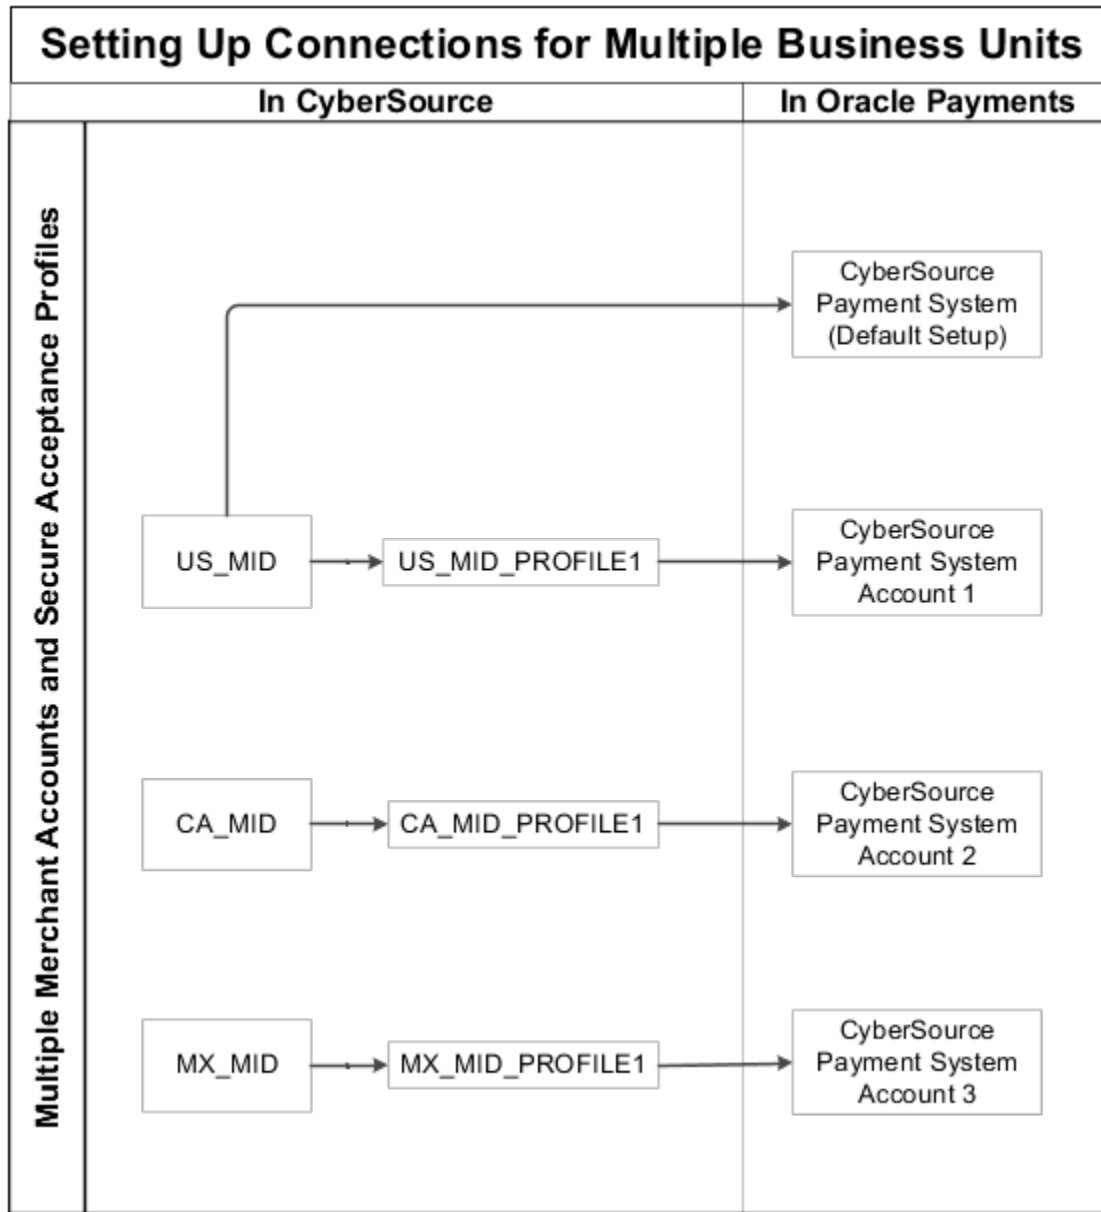 Setting Up Connections for Multiple Business Units
In CyberSource
In Oracle Payments
Multiple Merchant Accounts and Secure Acceptance Profiles
CyberSource
Payment System
(Default Setup)
US_MID
US_MID_PROFILE1
CyberSource
Payment System
Account 1
CA_MID
CA_MID_PROFILE1
CyberSource
Payment System
Account 2
MX_MID
MX_MID_PROFILE1
CyberSource
Payment System
Account 3